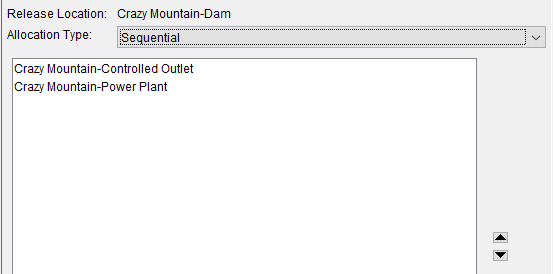 Release Location: Crazy Mountain-Dam
Allocation Type: Sequential
Crazy Mountain-Controlled Outlet
Crazy Mountain-Power Plant